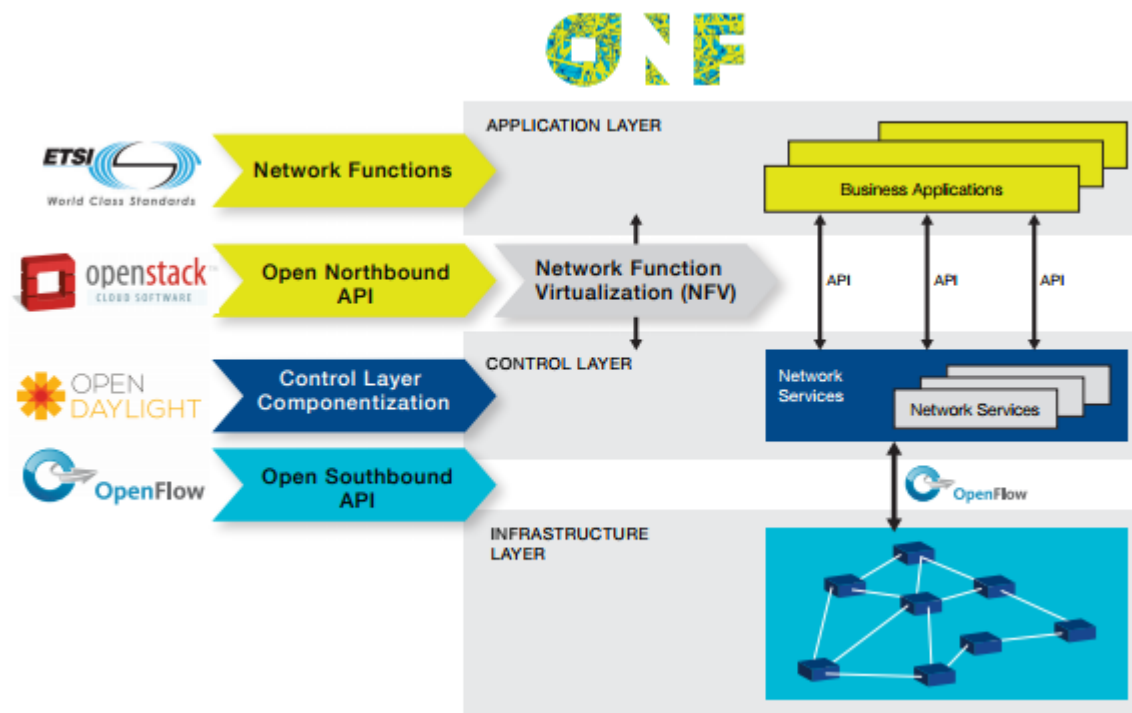 ONF
APPLICATION LAYER
ETSI
World Class Standards
Network Functions
Business Applications
openstack
CLOUD SOFTWARE
Open Northbound
API
Network Function
Virtualization (NFV)
API
API
API
OPEN
DAYLIGHT
Control Layer
Componentization
CONTROL LAYER
Network
Services
Network Services
OpenFlow
Open Southbound
API
OpenFlow
INFRASTRUCTURE
LAYER